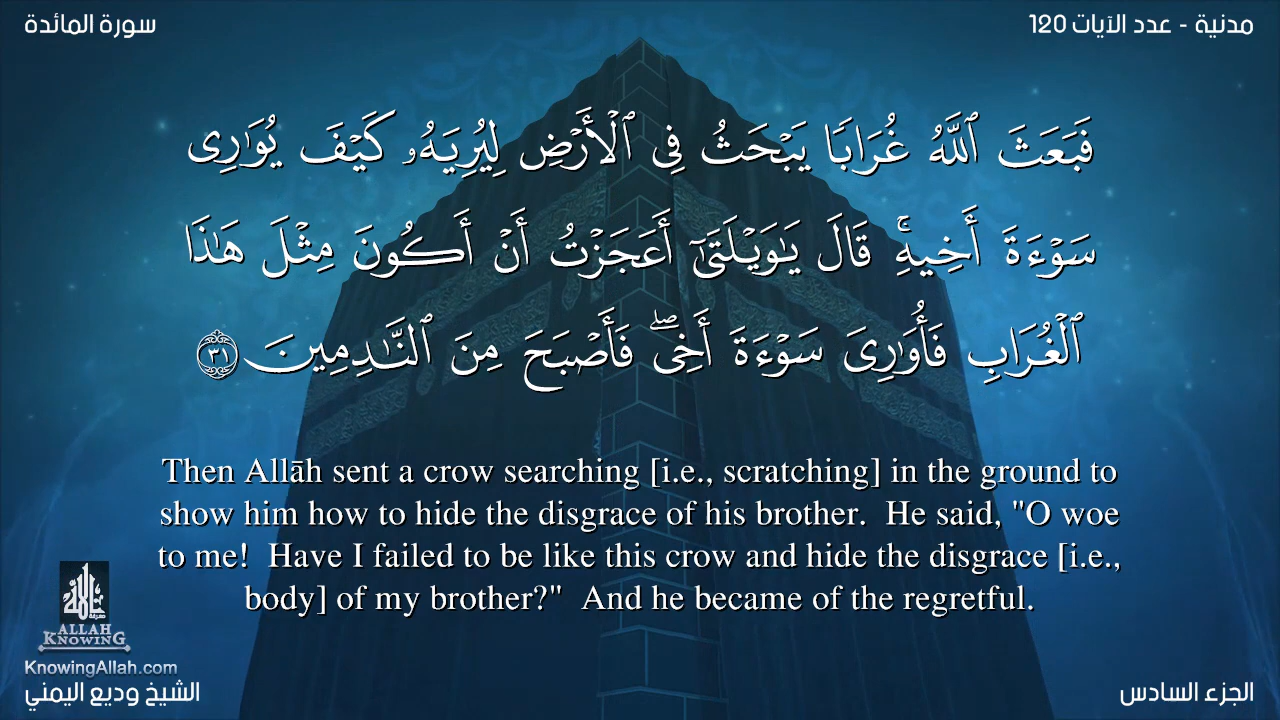 سورة المائدة
مدنية - عدد الآيات 120
فَبَعَثَ ٱللَّهُ غُرَابًا يَبْحَثُ فِى ٱلْأَرْضِ لِيُرِيَهُۥ كَيْفَ يُوَٰرِى
سَوْءَةَ أَخِيهِ ۚ قَالَ يَـٰوَيْلَتَىٰٓ أَعَجَزْتُ أَنْ أَكُونَ مِثْلَ هَـٰذَا
ٱلْغُرَابِ فَأُوَٰرِىَ سَوْءَةَ أَخِى ۖ فَأَصْبَحَ مِنَ ٱلنَّـٰدِمِينَ ٣١
Then Allāh sent a crow searching [i.e., scratching] in the ground to
show him how to hide the disgrace of his brother.  He said, "O woe
to me!  Have I failed to be like this crow and hide the disgrace [i.e.,
body] of my brother?"  And he became of the regretful.
ALLAH
KNOWING
KnowingAllah.com
الشيخ وديع اليمني
الجزء السادس